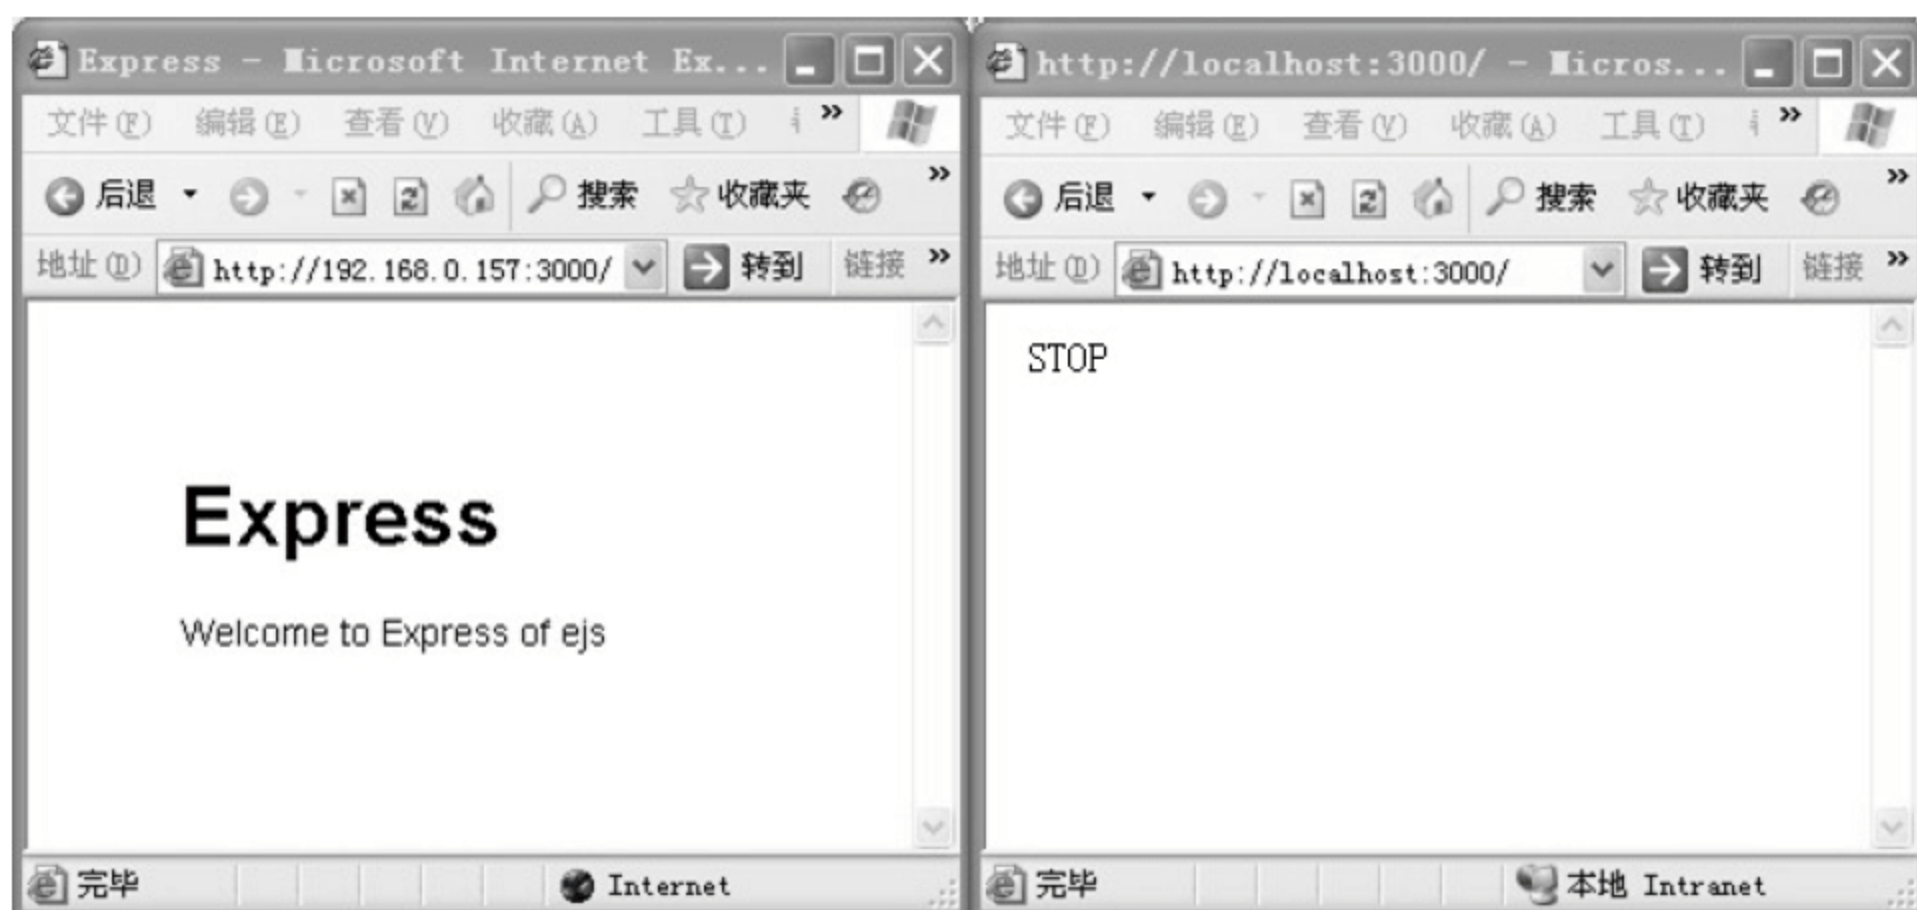 Express - Microsoft Internet Ex...
文件(F) 编辑(E) 查看(V) 收藏(A) 工具(T) »
后退 搜索 收藏夹 »
地址(D) http://192.168.0.157:3000/ 转到 链接 »
Express
Welcome to Express of ejs
完毕 Internet
http://localhost:3000/ - Micros...
文件(F) 编辑(E) 查看(V) 收藏(A) 工具(T) »
后退 搜索 收藏夹 »
地址(D) http://localhost:3000/ 转到 链接 »
STOP
完毕 本地 Intranet